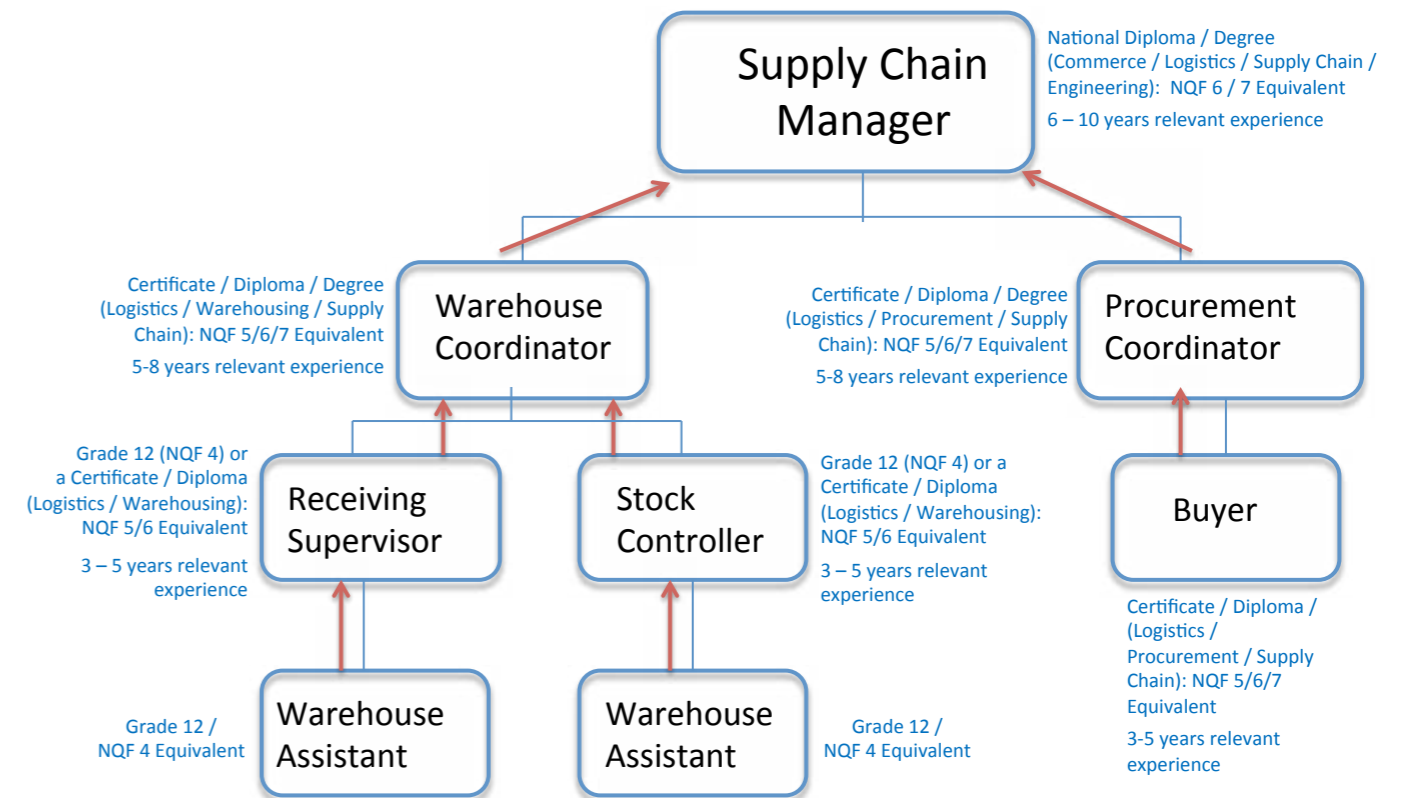 Supply Chain
Manager
National Diploma / Degree
(Commerce / Logistics / Supply Chain /
Engineering):  NQF 6 / 7 Equivalent
6 – 10 years relevant experience
Certificate / Diploma / Degree
(Logistics / Warehousing / Supply
Chain): NQF 5/6/7 Equivalent
5-8 years relevant experience
Warehouse
Coordinator
Certificate / Diploma / Degree
(Logistics / Procurement / Supply
Chain): NQF 5/6/7 Equivalent
5-8 years relevant experience
Procurement
Coordinator
Grade 12 (NQF 4) or
a Certificate / Diploma
(Logistics / Warehousing):
NQF 5/6 Equivalent
3 – 5 years relevant
experience
Receiving
Supervisor
Stock
Controller
Grade 12 (NQF 4) or a
Certificate / Diploma
(Logistics / Warehousing):
NQF 5/6 Equivalent
3 – 5 years relevant
experience
Buyer
Certificate / Diploma /
(Logistics /
Procurement / Supply
Chain): NQF 5/6/7
Equivalent
3-5 years relevant
experience
Grade 12 /
NQF 4 Equivalent
Warehouse
Assistant
Warehouse
Assistant
Grade 12 /
NQF 4 Equivalent